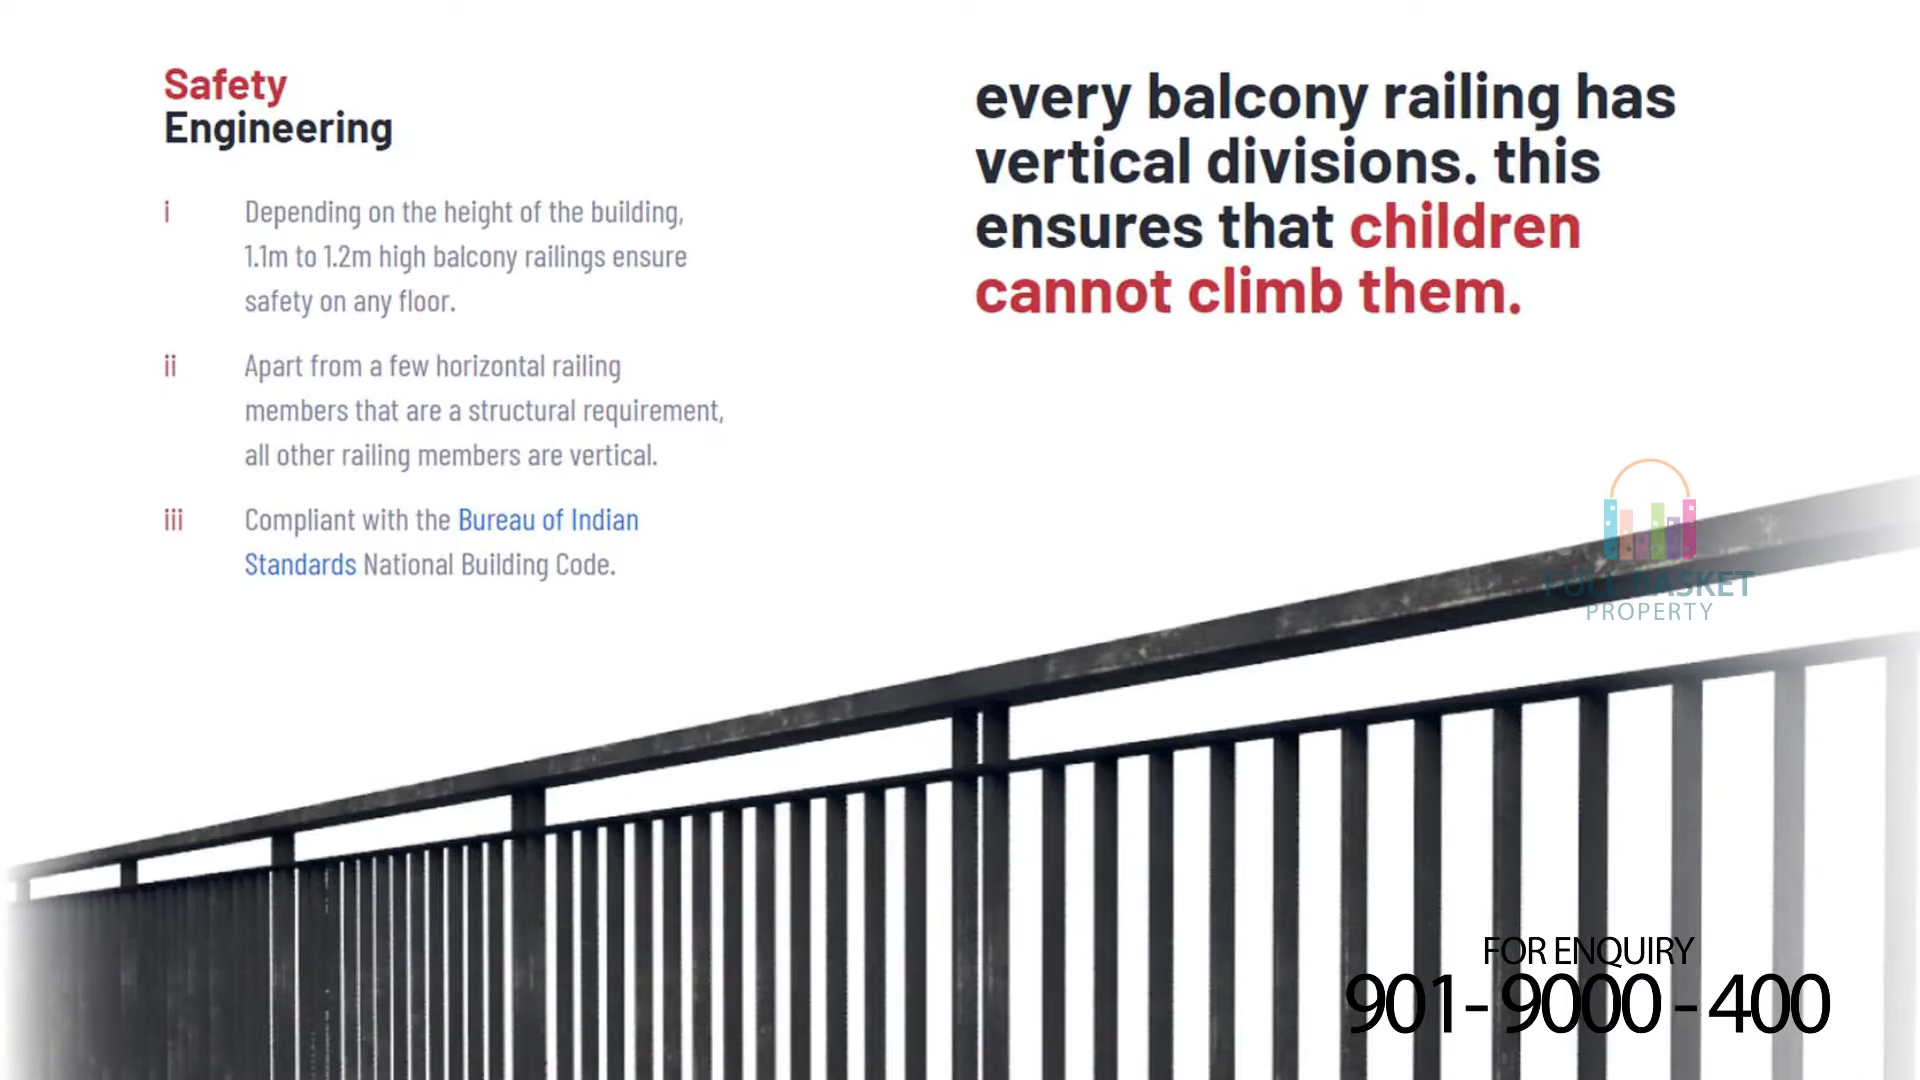 Safety
Engineering
i
Depending on the height of the building,
1.1m to 1.2m high balcony railings ensure
safety on any floor.
ii
Apart from a few horizontal railing
members that are a structural requirement,
all other railing members are vertical.
iii
Compliant with the Bureau of Indian
Standards National Building Code.
every balcony railing has
vertical divisions. this
ensures that children
cannot climb them.
FULL BASKET
PROPERTY
FOR ENQUIRY
901-9000-400